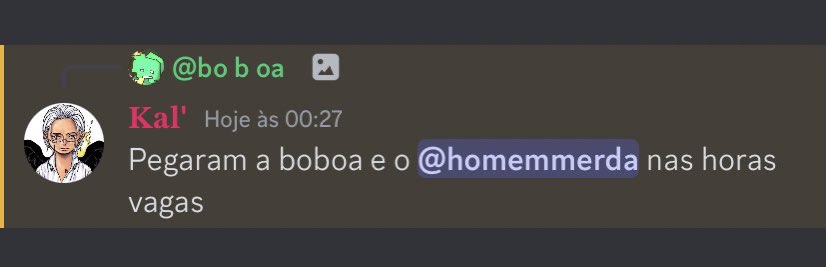 @bo b oa
Kal' Hoje às 00:27
Pegaram a boboa e o @homemmerda nas horas
vagas